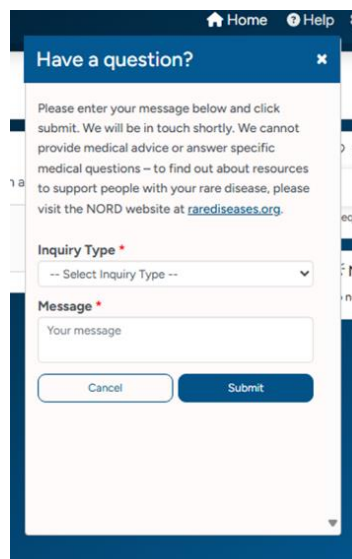 Home Help
Have a question?
Please enter your message below and click
submit. We will be in touch shortly. We cannot
provide medical advice or answer specific
medical questions – to find out about resources
to support people with your rare disease, please
visit the NORD website at rarediseases.org.
Inquiry Type *
-- Select Inquiry Type --
Message *
Your message
Cancel Submit